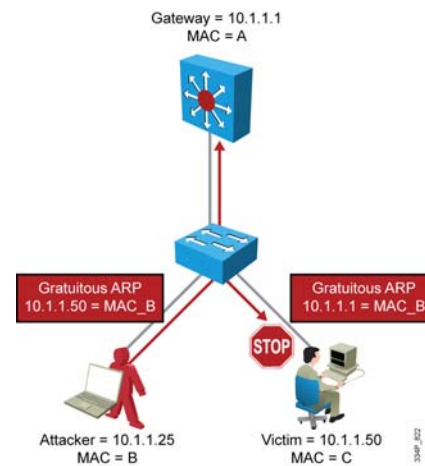 Gateway = 10.1.1.1
MAC = A
Gratuitous ARP
10.1.1.50 = MAC_B
Gratuitous ARP
10.1.1.1 = MAC_B
STOP
Attacker = 10.1.1.25
MAC = B
Victim = 10.1.1.50
MAC = C
334P_822